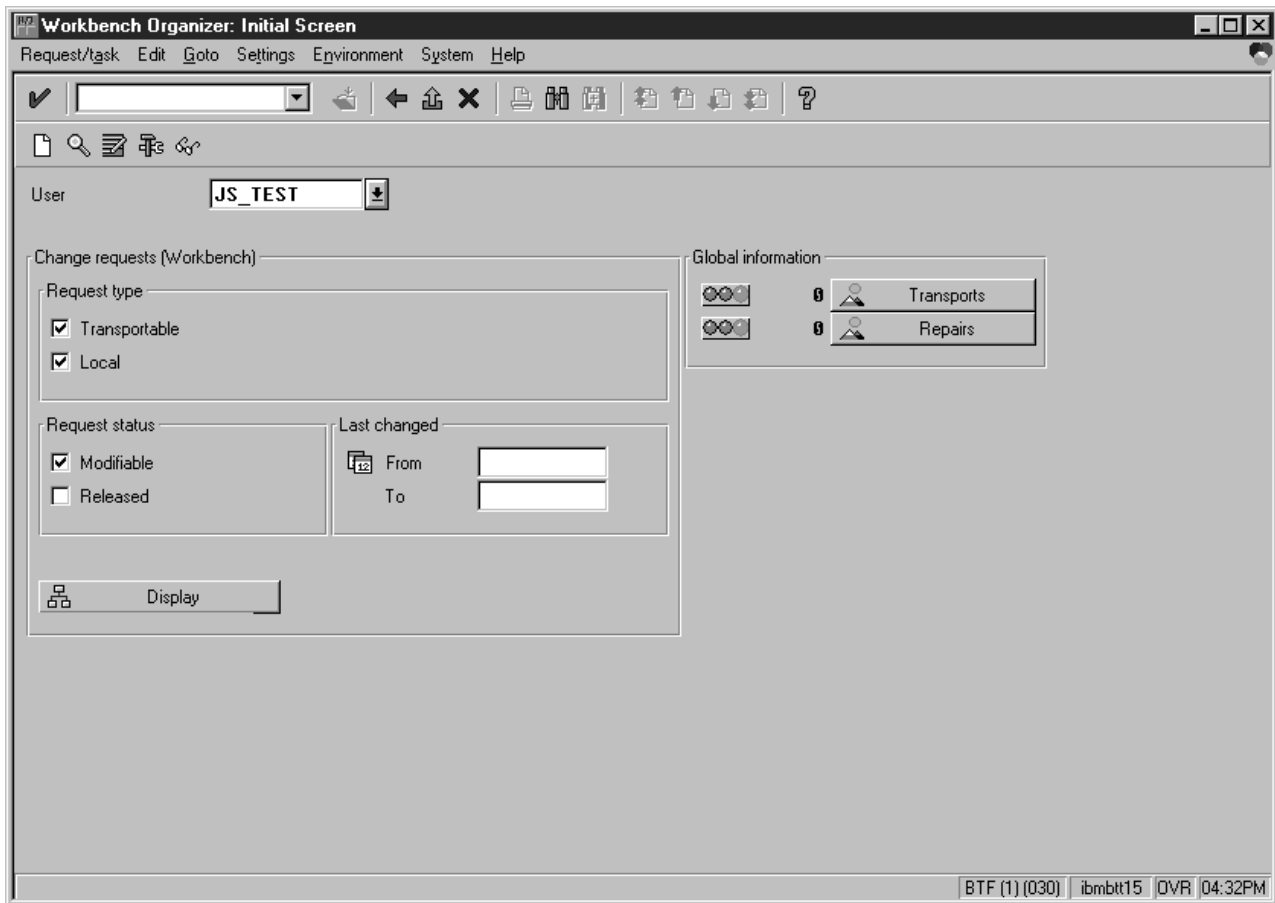 Workbench Organizer: Initial Screen
Request/task Edit Goto Settings Environment System Help
User JS_TEST
Change requests (Workbench)
Request type
Transportable
Local
Request status
Modifiable
Released
Last changed
12 From
To
Display
Global information
0 Transports
0 Repairs
BTF (1) (030) ibmbtt15 OVR 04:32PM